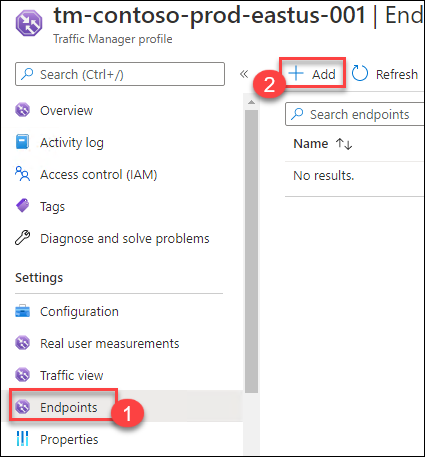 tm-contoso-prod-eastus-001 | End
Traffic Manager profile
Search (Ctrl+/)
«
Overview
Activity log
Access control (IAM)
Tags
Diagnose and solve problems
Settings
Configuration
Real user measurements
Traffic view
Endpoints
1
Properties
2
+ Add
Refresh
Search endpoints
Name ↑↓
No results.